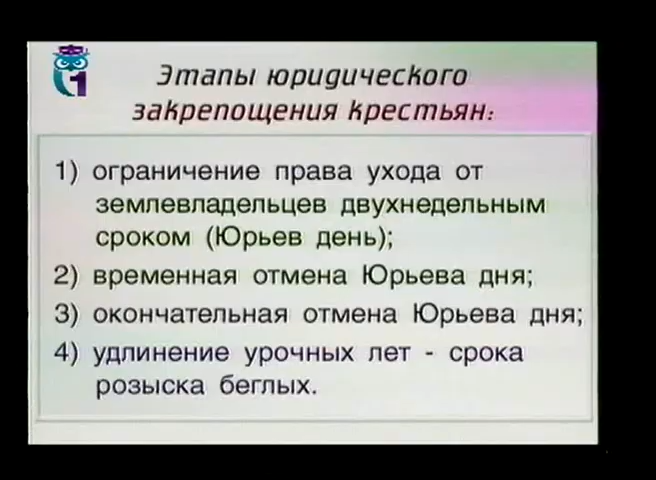 1
Этапы юридического
закрепощения крестьян:
1) ограничение права ухода от
землевладельцев двухнедельным
сроком (Юрьев день);
2) временная отмена Юрьева дня;
3) окончательная отмена Юрьева дня;
4) удлинение урочных лет - срока
розыска беглых.